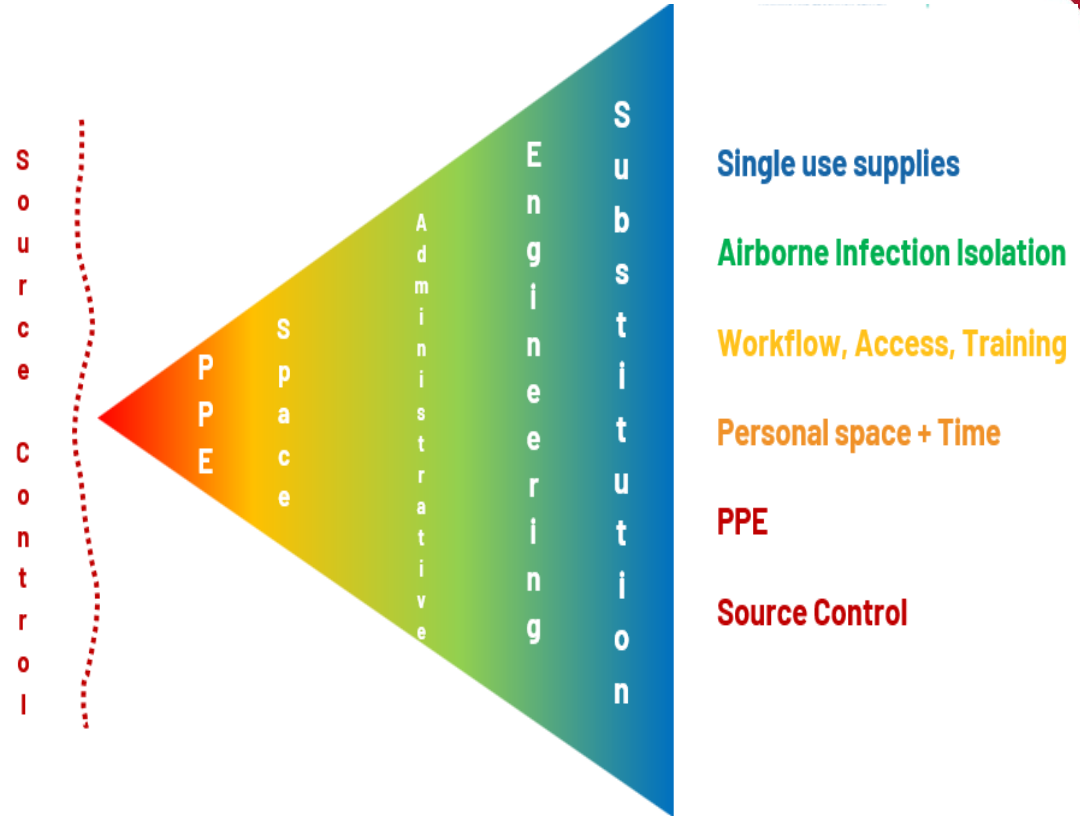 Source Control
PPE
Space
Administrative
Engineering
Substitution
Single use supplies
Airborne Infection Isolation
Workflow, Access, Training
Personal space + Time
PPE
Source Control